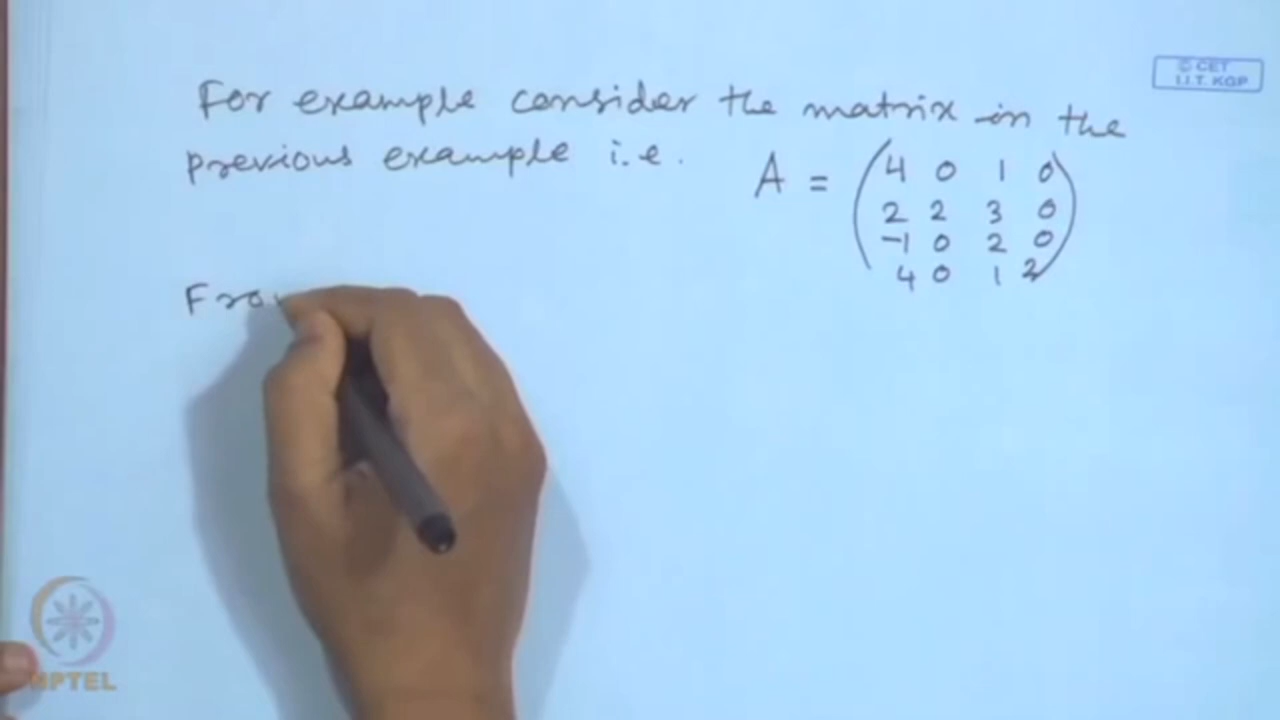 © CET
I.I.T. KGP
For example consider the matrix in the
previous example i.e. A = (4 0 1 0
2 2 3 0
-1 0 2 0
4 0 1 2)
NPTEL